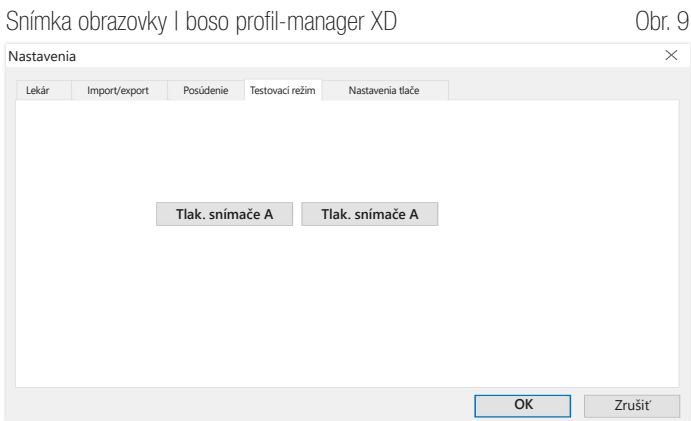 Snímka obrazovky | boso profil-manager XD Obr. 9
Nastavenia
Lekár Import/export Posúdenie Testovací režim Nastavenia tlače
Tlak. snímače A Tlak. snímače A
OK Zrušiť